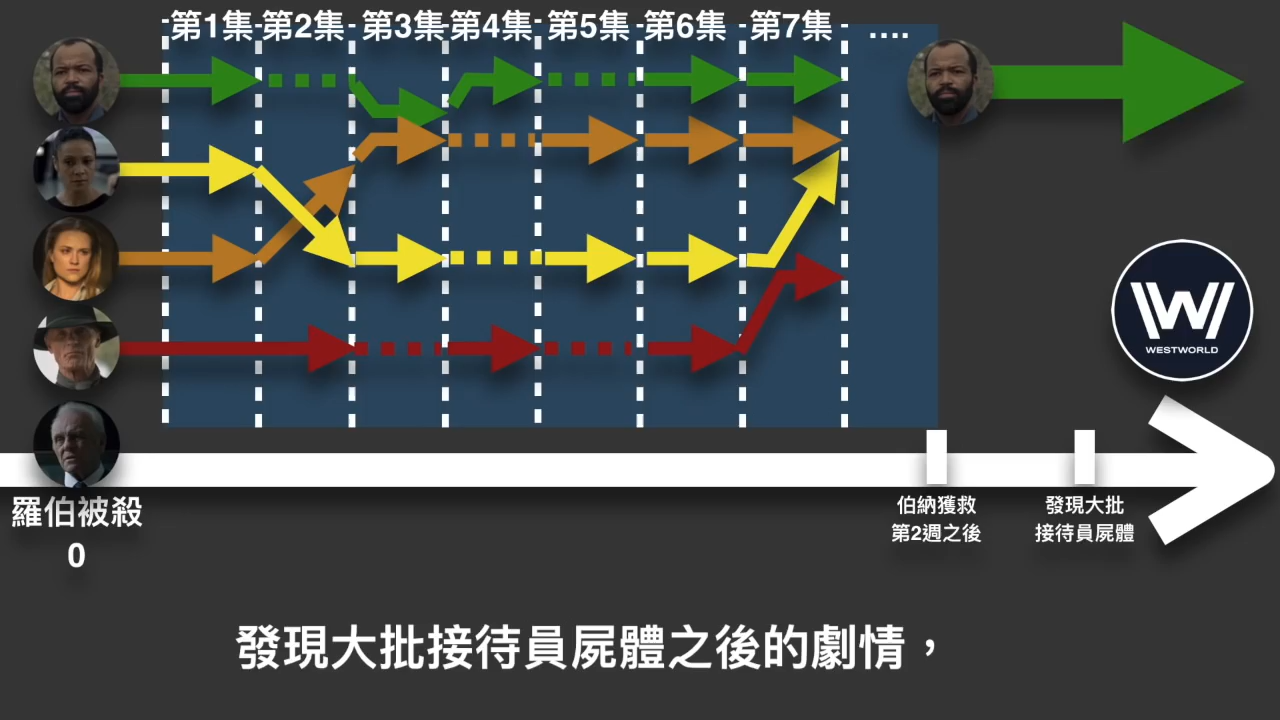 第1集 第2集 第3集 第4集 第5集 第6集 第7集 ....
WESTWORLD
羅伯被殺
0
伯納獲救
第2週之後
發現大批
接待員屍體
發現大批接待員屍體之後的劇情，